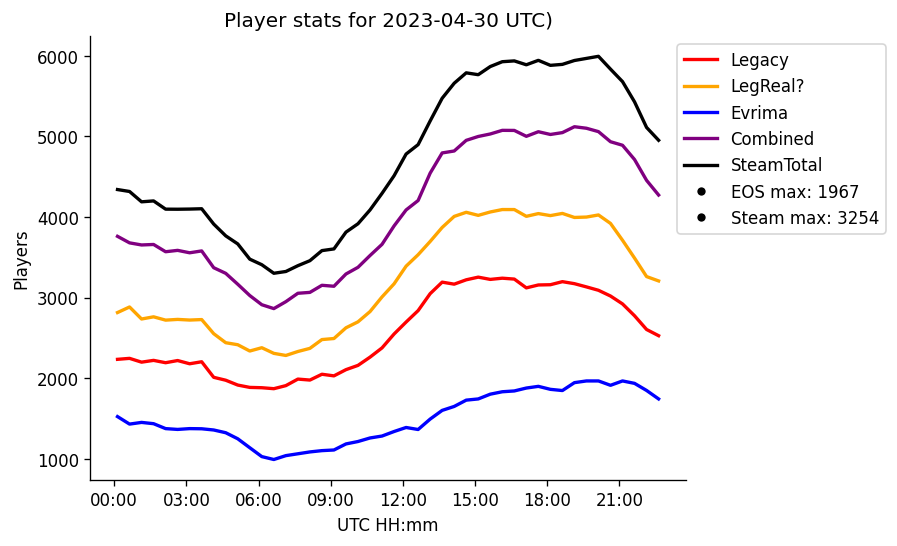 Player stats for 2023-04-30 UTC)
6000
5000
4000
3000
2000
1000
Players
00:00 03:00 06:00 09:00 12:00 15:00 18:00 21:00
UTC HH:mm
Legacy
LegReal?
Evrima
Combined
SteamTotal
EOS max: 1967
Steam max: 3254